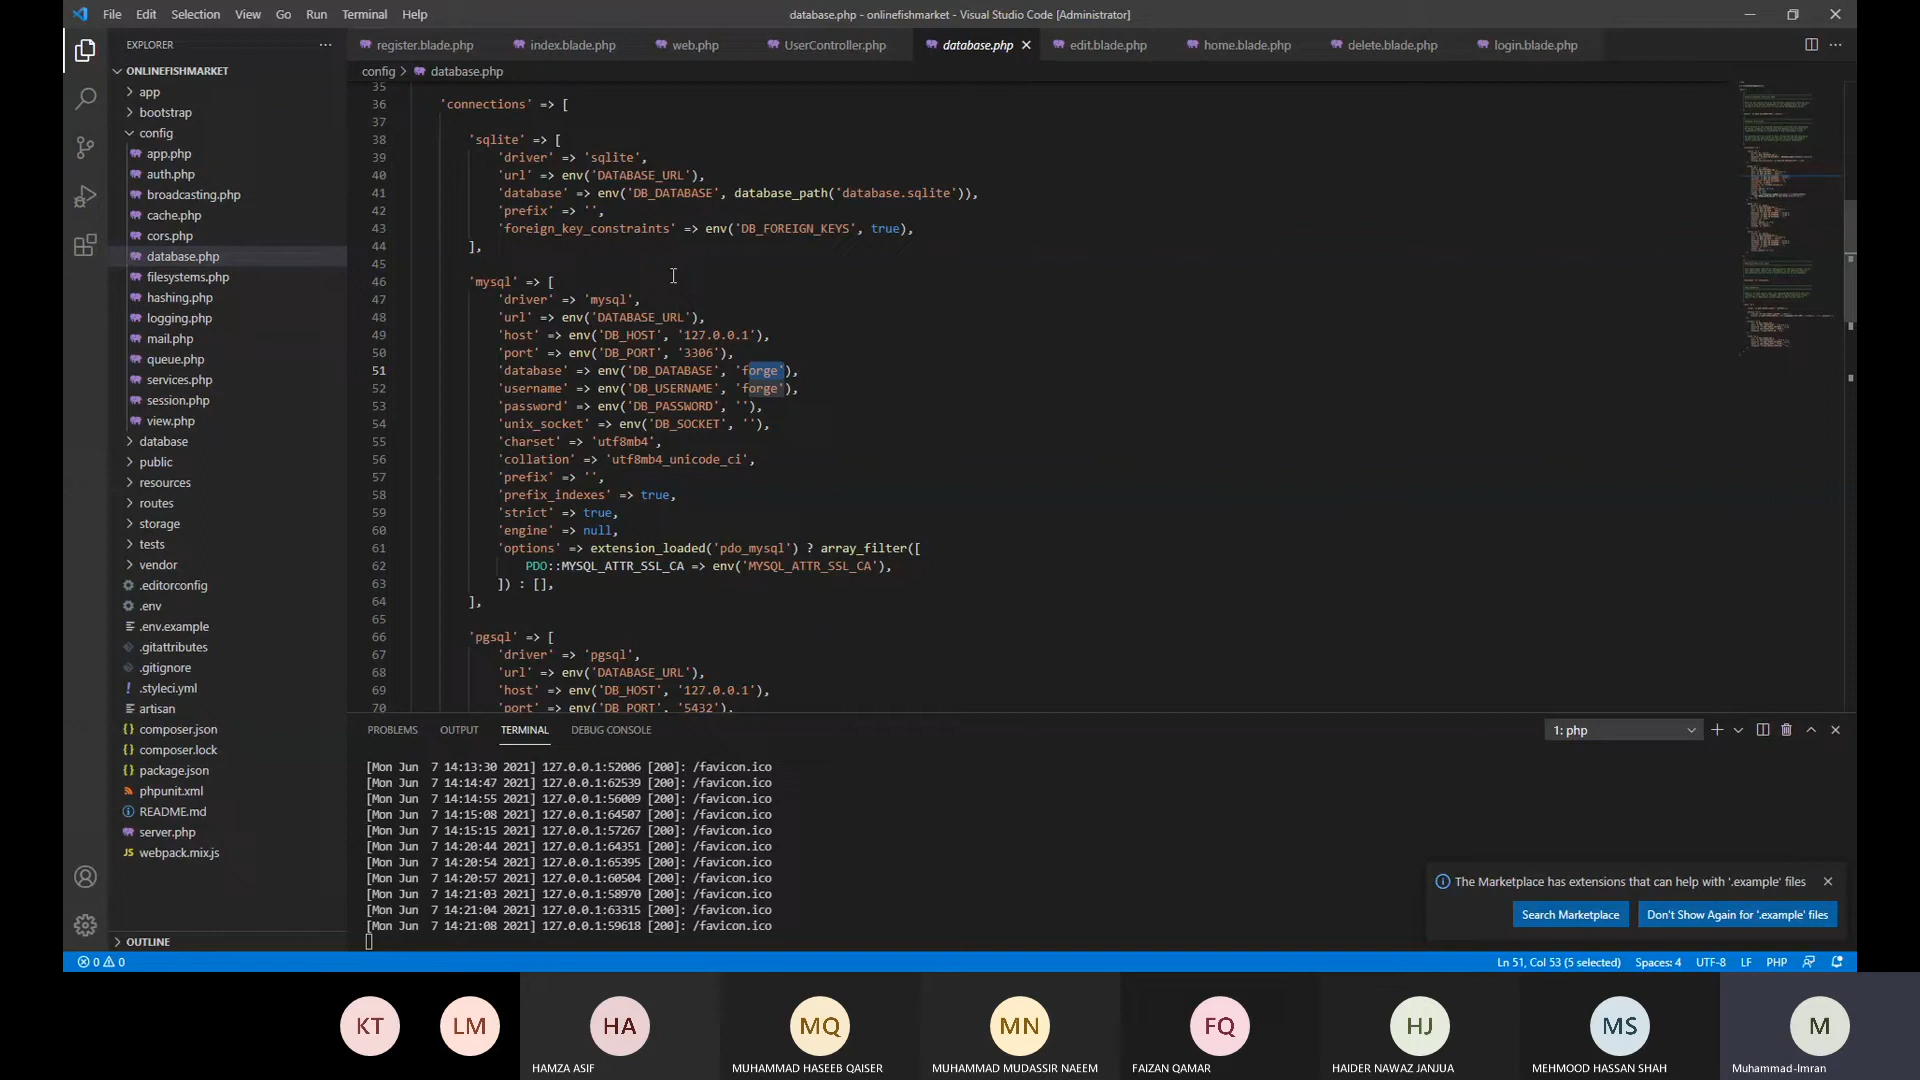 File Edit Selection View Go Run Terminal Help
database.php - onlinefishmarket - Visual Studio Code [Administrator]
EXPLORER
register.blade.php index.blade.php web.php UserController.php database.php edit.blade.php home.blade.php delete.blade.php login.blade.php
config > database.php
ONLINEFISHMARKET
app
bootstrap
config
app.php
auth.php
broadcasting.php
cache.php
cors.php
database.php
filesystems.php
hashing.php
logging.php
mail.php
queue.php
services.php
session.php
view.php
database
public
resources
routes
storage
tests
vendor
.editorconfig
.env
.env.example
.gitattributes
.gitignore
.styleci.yml
artisan
composer.json
composer.lock
package.json
phpunit.xml
README.md
server.php
webpack.mix.js
OUTLINE
35
36 'connections' => [
37
38 'sqlite' => [
39 'driver' => 'sqlite',
40 'url' => env('DATABASE_URL'),
41 'database' => env('DB_DATABASE', database_path('database.sqlite')),
42 'prefix' => '',
43 'foreign_key_constraints' => env('DB_FOREIGN_KEYS', true),
44 ],
45
46 'mysql' => [
47 'driver' => 'mysql',
48 'url' => env('DATABASE_URL'),
49 'host' => env('DB_HOST', '127.0.0.1'),
50 'port' => env('DB_PORT', '3306'),
51 'database' => env('DB_DATABASE', 'forge'),
52 'username' => env('DB_USERNAME', 'forge'),
53 'password' => env('DB_PASSWORD', ''),
54 'unix_socket' => env('DB_SOCKET', ''),
55 'charset' => 'utf8mb4',
56 'collation' => 'utf8mb4_unicode_ci',
57 'prefix' => '',
58 'prefix_indexes' => true,
59 'strict' => true,
60 'engine' => null,
61 'options' => extension_loaded('pdo_mysql') ? array_filter([
62 PDO::MYSQL_ATTR_SSL_CA => env('MYSQL_ATTR_SSL_CA'),
63 ]) : [],
64 ],
65
66 'pgsql' => [
67 'driver' => 'pgsql',
68 'url' => env('DATABASE_URL'),
69 'host' => env('DB_HOST', '127.0.0.1'),
70 'port' => env('DB_PORT', '5432'),
PROBLEMS OUTPUT TERMINAL DEBUG CONSOLE
1: php
[Mon Jun 7 14:13:30 2021] 127.0.0.1:52006 [200]: /favicon.ico
[Mon Jun 7 14:14:47 2021] 127.0.0.1:62539 [200]: /favicon.ico
[Mon Jun 7 14:14:55 2021] 127.0.0.1:56009 [200]: /favicon.ico
[Mon Jun 7 14:15:08 2021] 127.0.0.1:64507 [200]: /favicon.ico
[Mon Jun 7 14:15:15 2021] 127.0.0.1:57267 [200]: /favicon.ico
[Mon Jun 7 14:20:44 2021] 127.0.0.1:64351 [200]: /favicon.ico
[Mon Jun 7 14:20:54 2021] 127.0.0.1:65395 [200]: /favicon.ico
[Mon Jun 7 14:20:57 2021] 127.0.0.1:60504 [200]: /favicon.ico
[Mon Jun 7 14:21:03 2021] 127.0.0.1:58970 [200]: /favicon.ico
[Mon Jun 7 14:21:04 2021] 127.0.0.1:63315 [200]: /favicon.ico
[Mon Jun 7 14:21:08 2021] 127.0.0.1:59618 [200]: /favicon.ico
The Marketplace has extensions that can help with '.example' files
Search Marketplace
Don't Show Again for '.example' files
0 0
Ln 51, Col 53 (5 selected) Spaces: 4 UTF-8 LF PHP
KT LM HA MQ MN FQ HJ MS M
HAMZA ASIF MUHAMMAD HASEEB QAISER MUHAMMAD MUDASSIR NAEEM FAIZAN QAMAR HAIDER NAWAZ JANJUA MEHMOOD HASSAN SHAH Muhammad-Imran